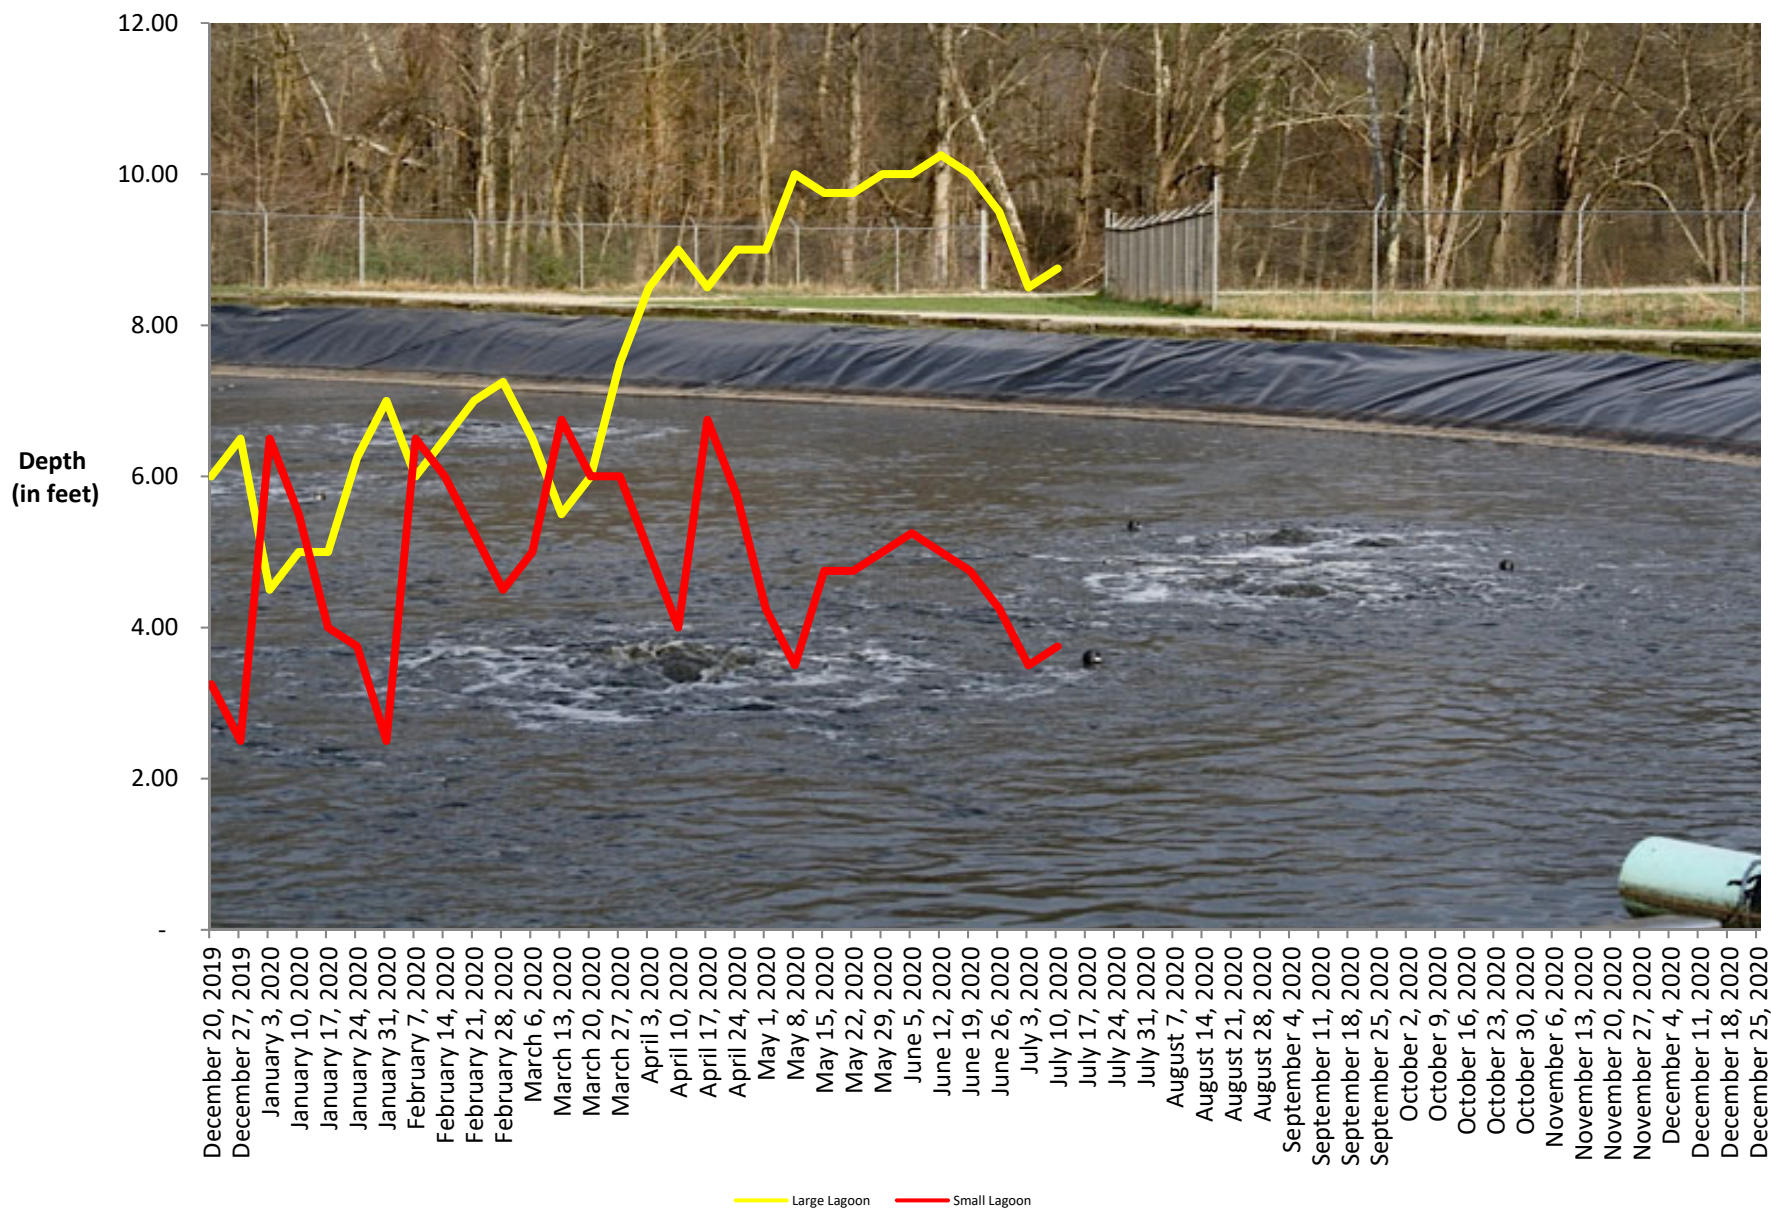 12.00
10.00
8.00
6.00
4.00
2.00
-
Depth
(in feet)
December 20, 2019
December 27, 2019
January 3, 2020
January 10, 2020
January 17, 2020
January 24, 2020
January 31, 2020
February 7, 2020
February 14, 2020
February 21, 2020
February 28, 2020
March 6, 2020
March 13, 2020
March 20, 2020
March 27, 2020
April 3, 2020
April 10, 2020
April 17, 2020
April 24, 2020
May 1, 2020
May 8, 2020
May 15, 2020
May 22, 2020
May 29, 2020
June 5, 2020
June 12, 2020
June 19, 2020
June 26, 2020
July 3, 2020
July 10, 2020
July 17, 2020
July 24, 2020
July 31, 2020
August 7, 2020
August 14, 2020
August 21, 2020
August 28, 2020
September 4, 2020
September 11, 2020
September 18, 2020
September 25, 2020
October 2, 2020
October 9, 2020
October 16, 2020
October 23, 2020
October 30, 2020
November 6, 2020
November 13, 2020
November 20, 2020
November 27, 2020
December 4, 2020
December 11, 2020
December 18, 2020
December 25, 2020
Large Lagoon
Small Lagoon